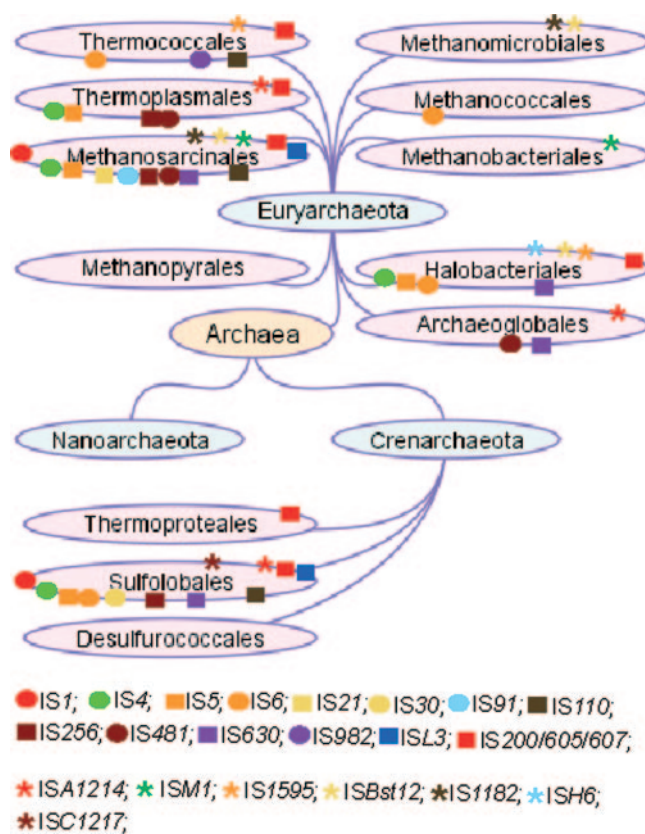 Thermococcales
Methanomicrobiales
Thermoplasmales
Methanococcales
Methanosarcinales
Methanobacteriales
Euryarchaeota
Methanopyrales
Halobacteriales
Archaeoglobales
Archaea
Nanoarchaeota
Crenarchaeota
Thermoproteales
Sulfolobales
Desulfurococcales
IS1; IS4; IS5; IS6; IS21; IS30; IS91; IS110;
IS256; IS481; IS630; IS982; ISL3; IS200/605/607;
* ISA1214; * ISM1; * IS1595; * ISBst12; * IS1182; * ISH6;
* ISC1217;